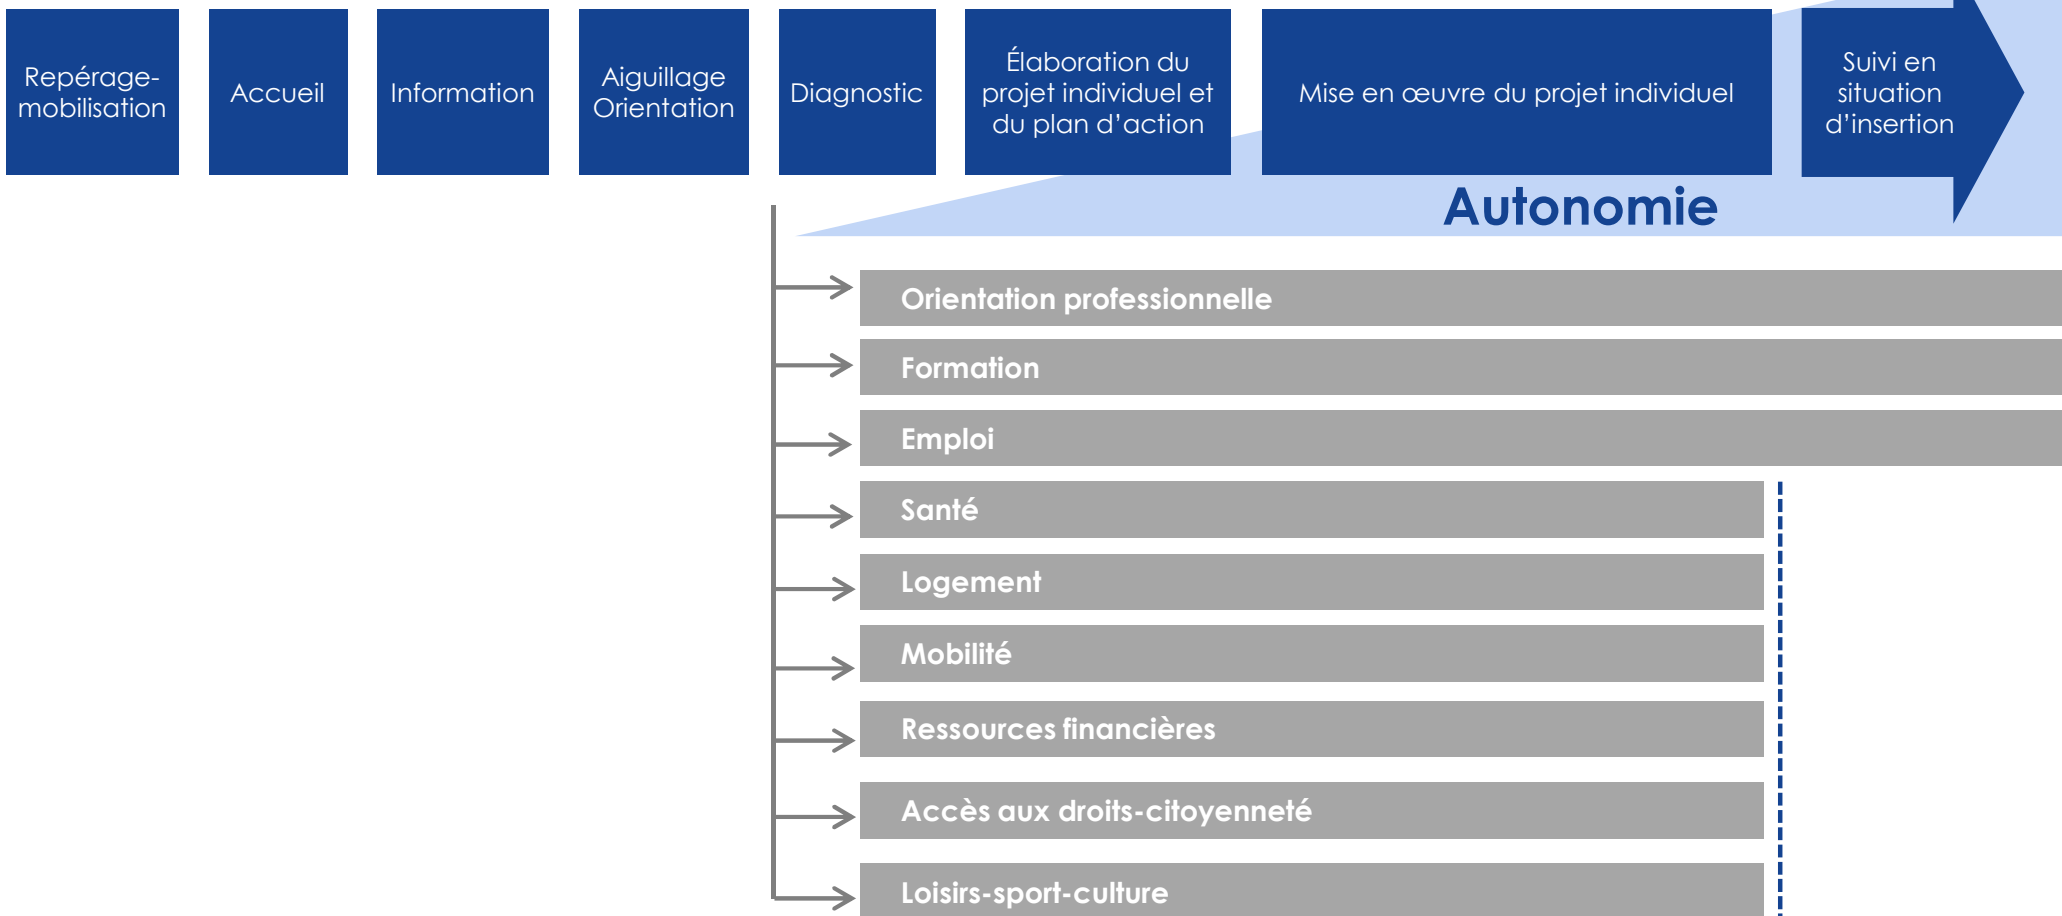 Repérage-
mobilisation
Accueil
Information
Aiguillage
Orientation
Diagnostic
Élaboration du
projet individuel et
du plan d’action
Mise en œuvre du projet individuel
Suivi en
situation
d’insertion
Autonomie
Orientation professionnelle
Formation
Emploi
Santé
Logement
Mobilité
Ressources financières
Accès aux droits-citoyenneté
Loisirs-sport-culture